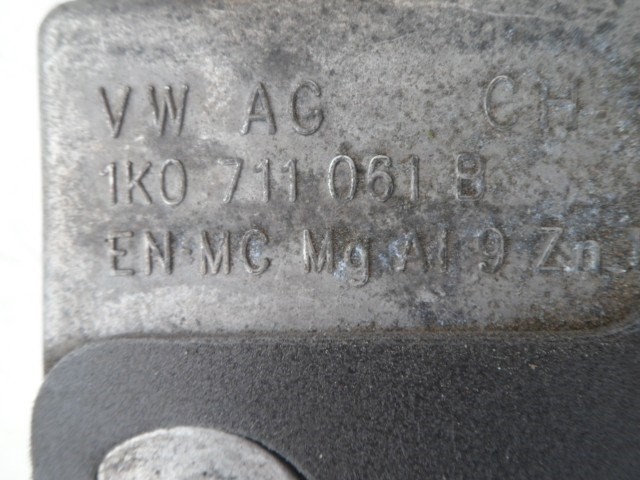 VW AG CH
1K0 711 061 B
EN-MC Mg Al 9 Zn